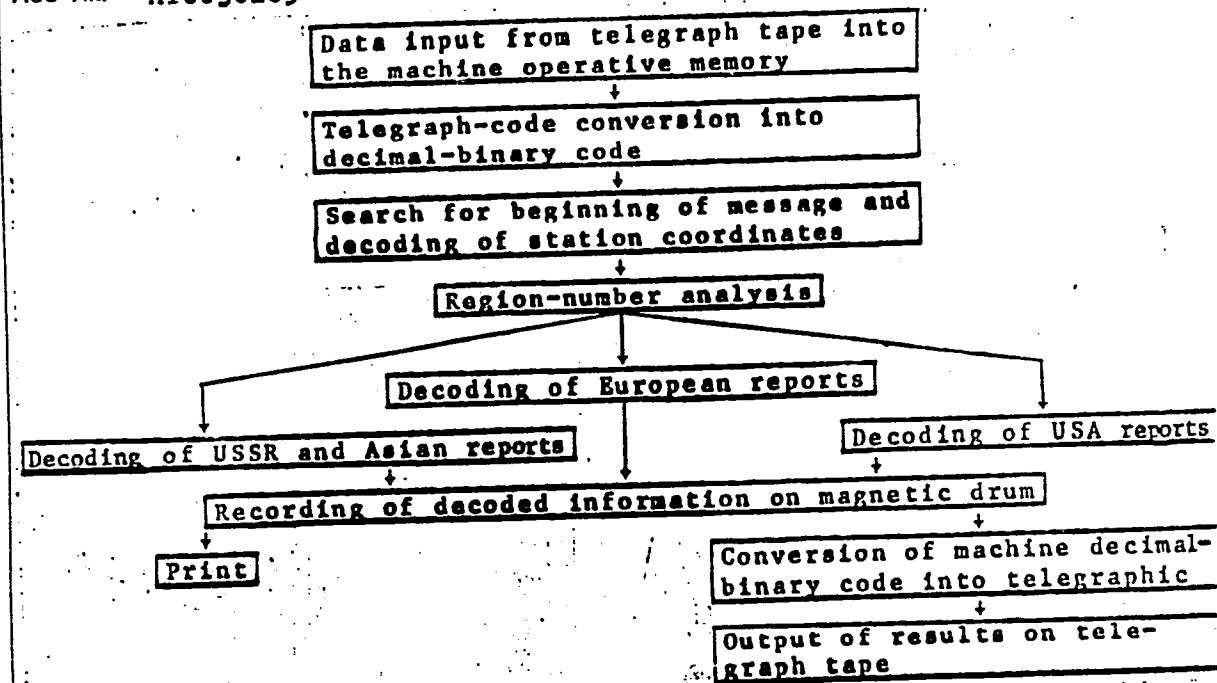 Data input from telegraph tape into
the machine operative memory
Telegraph-code conversion into
decimal-binary code
Search for beginning of message and
decoding of station coordinates
Region-number analysis
Decoding of European reports
Decoding of USSR and Asian reports
Decoding of USA reports
Recording of decoded information on magnetic drum
Print
Conversion of machine decimal-
binary code into telegraphic
Output of results on tele-
graph tape